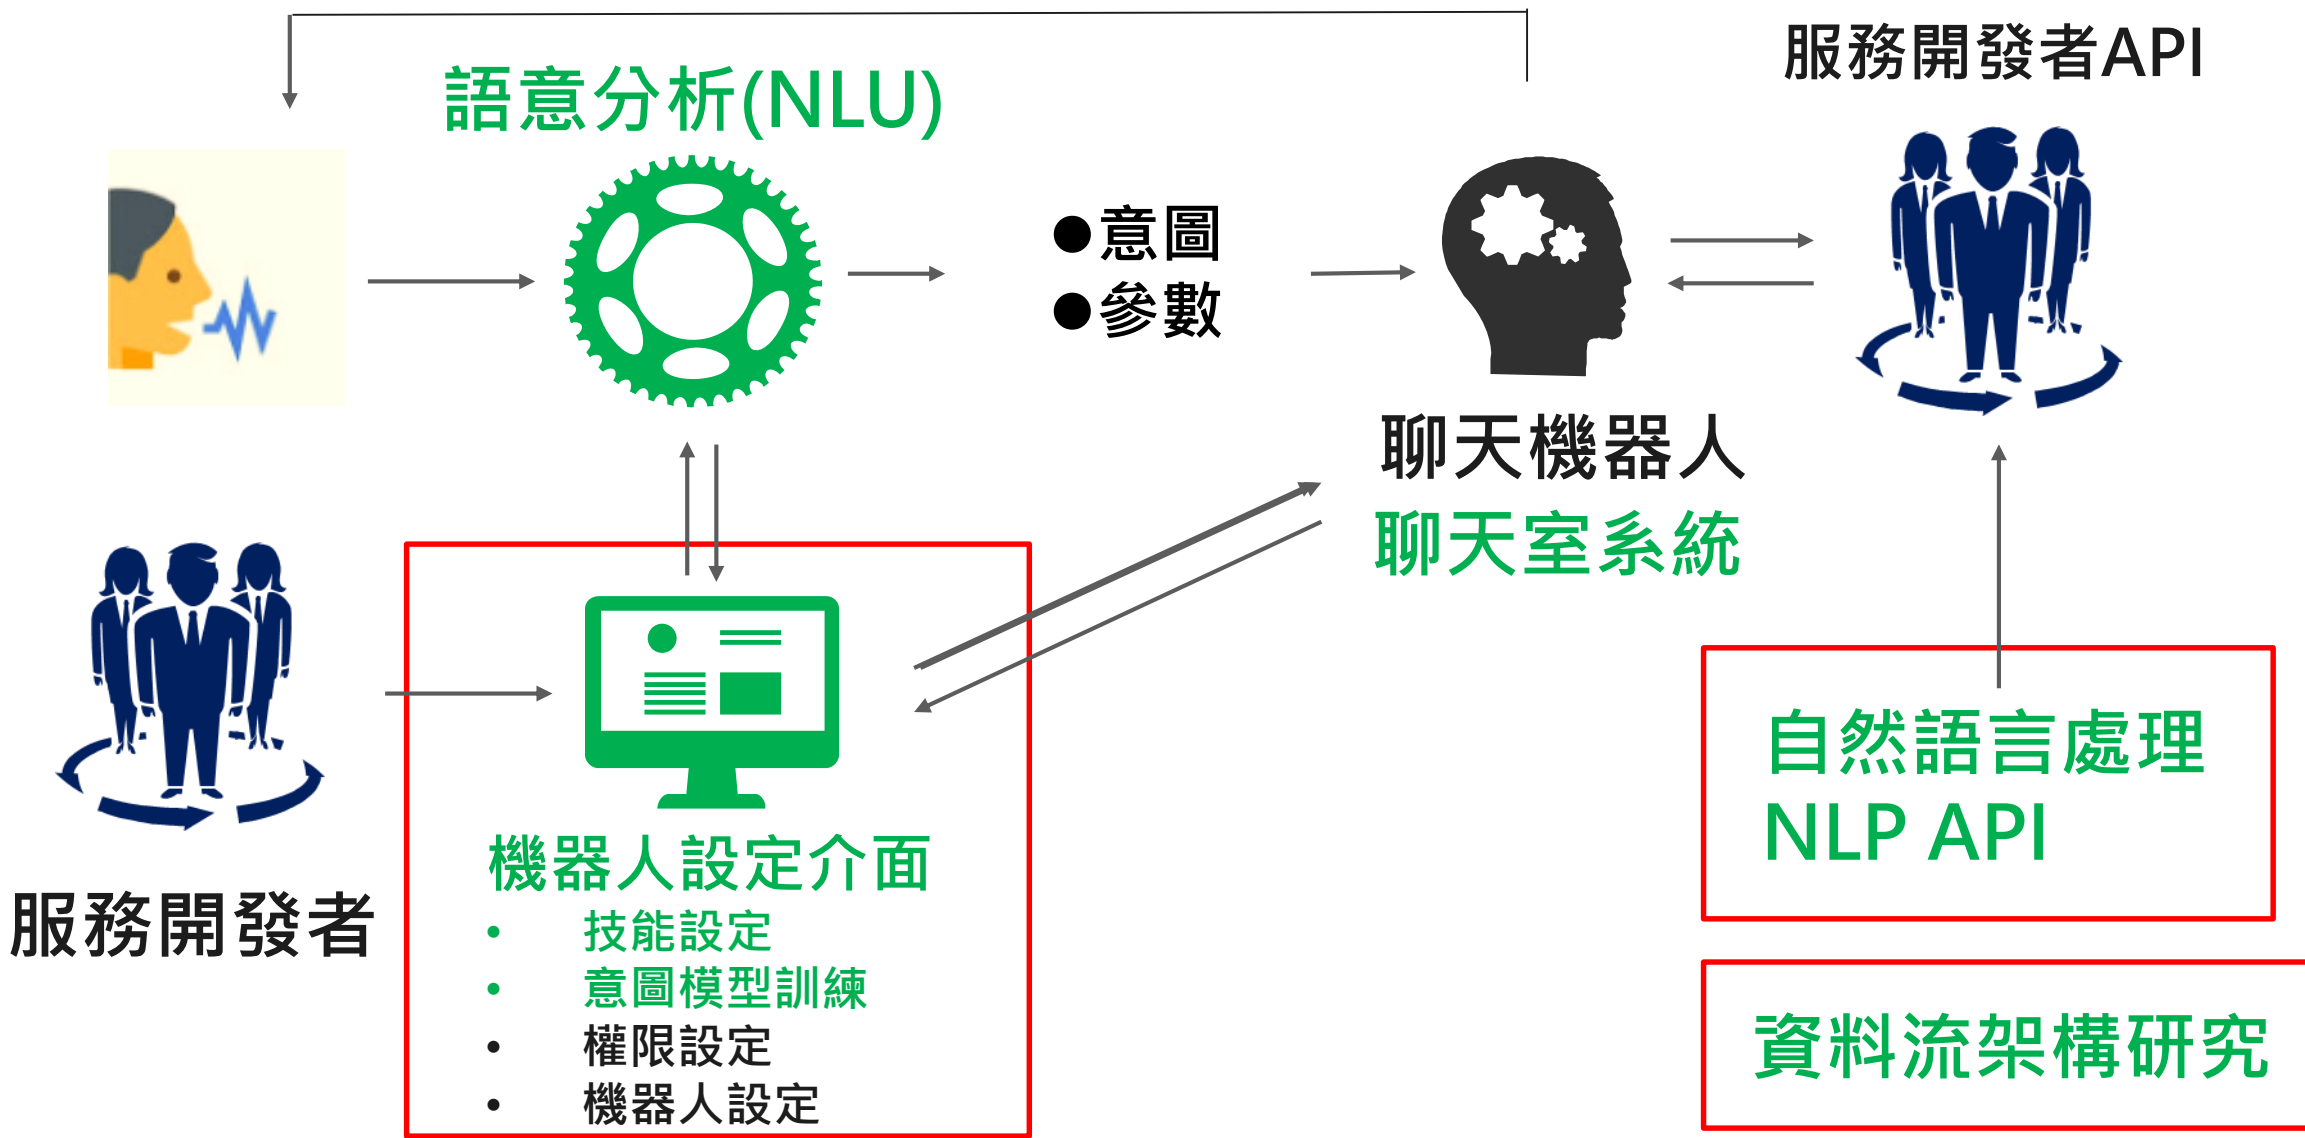 服務開發者API
語意分析(NLU)
●意圖
●參數
聊天機器人
聊天室系統
自然語言處理
NLP API
機器人設定介面
• 技能設定
• 意圖模型訓練
• 權限設定
• 機器人設定
服務開發者
資料流架構研究